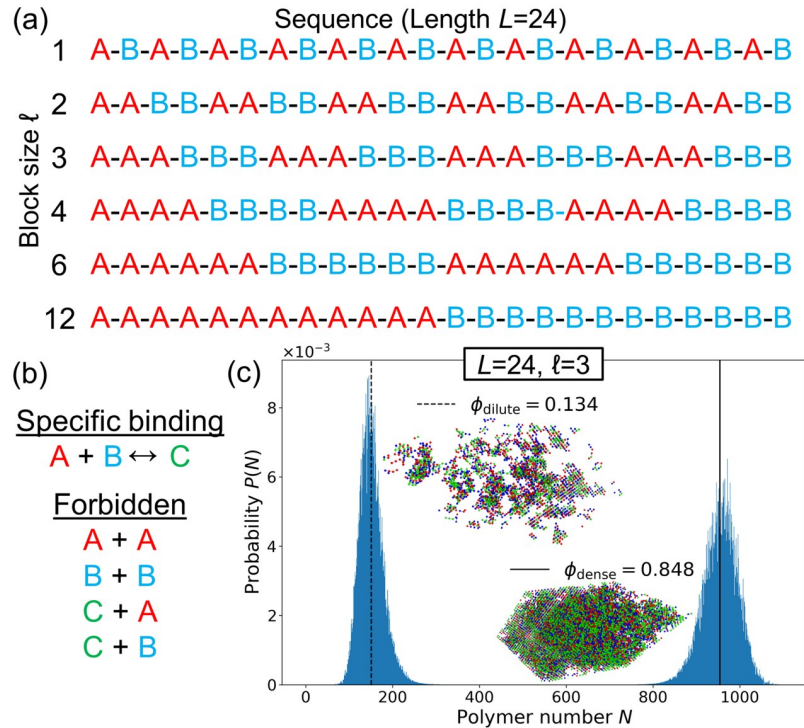 (a)
Sequence (Length L=24)
Block size ℓ
1 A-B-A-B-A-B-A-B-A-B-A-B-A-B-A-B-A-B-A-B-A-B-A-B
2 A-A-B-B-A-A-B-B-A-A-B-B-A-A-B-B-A-A-B-B-A-A-B-B
3 A-A-A-B-B-B-A-A-A-B-B-B-A-A-A-B-B-B-A-A-A-B-B-B
4 A-A-A-A-B-B-B-B-A-A-A-A-B-B-B-B-A-A-A-A-B-B-B-B
6 A-A-A-A-A-A-B-B-B-B-B-B-A-A-A-A-A-A-B-B-B-B-B-B
12 A-A-A-A-A-A-A-A-A-A-A-A-B-B-B-B-B-B-B-B-B-B-B-B
(b)
Specific binding
A + B ↔ C
Forbidden
A + A
B + B
C + A
C + B
(c)
×10⁻³
L=24, ℓ=3
ϕdilute = 0.134
ϕdense = 0.848
Probability P(N)
8
6
4
2
0
0 200 400 600 800 1000
Polymer number N